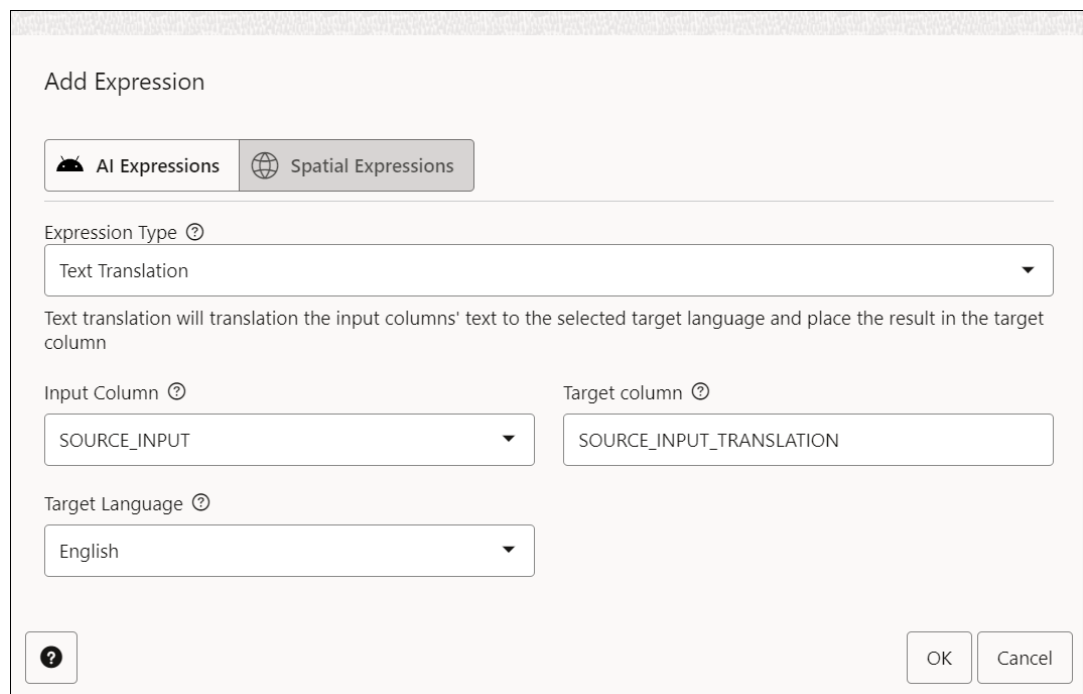 Add Expression
AI Expressions Spatial Expressions
Expression Type
Text Translation
Text translation will translation the input columns' text to the selected target language and place the result in the target
column
Input Column Target column
SOURCE_INPUT SOURCE_INPUT_TRANSLATION
Target Language
English
OK Cancel